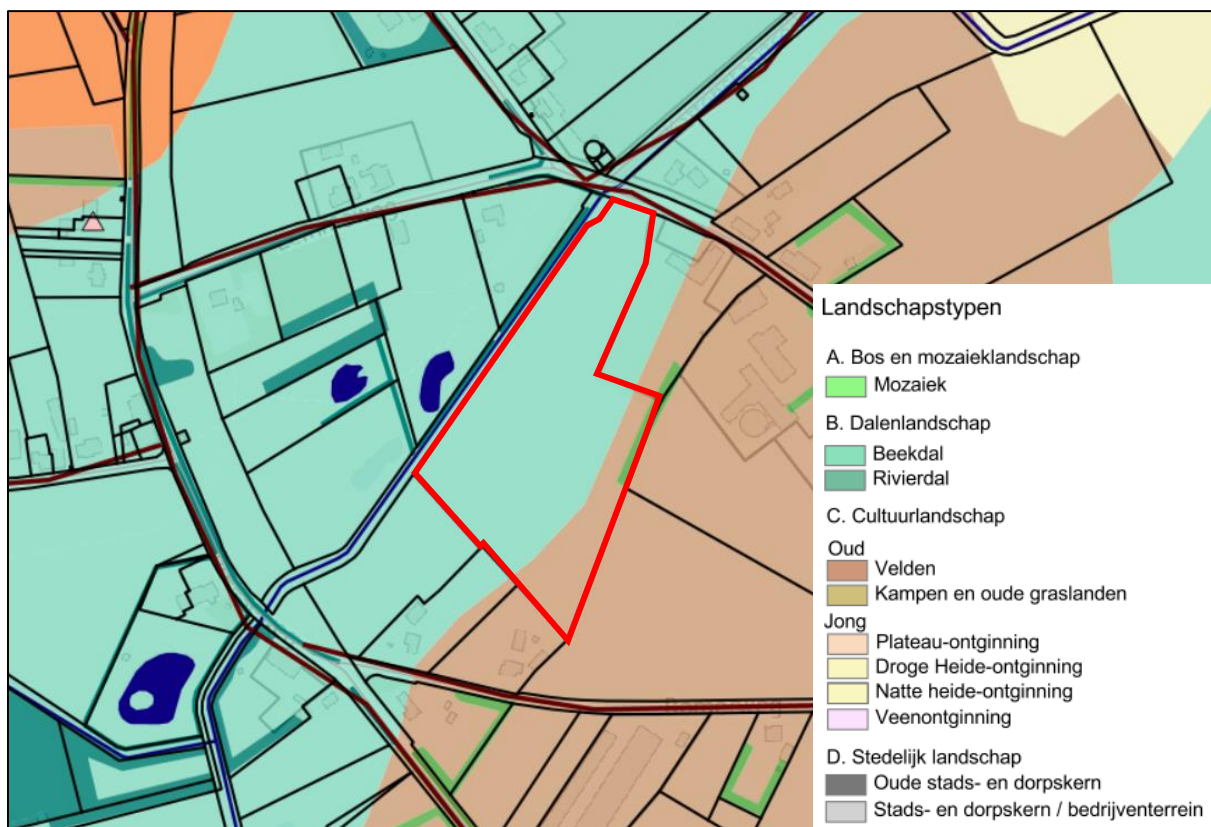 Landschapstypen
A. Bos en mozaieklandschap
Mozaiek
B. Dalenlandschap
Beekdal
Rivierdal
C. Cultuurlandschap
Oud
Velden
Kampen en oude graslanden
Jong
Plateau-ontginning
Droge Heide-ontginning
Natte heide-ontginning
Veenontginning
D. Stedelijk landschap
Oude stads- en dorpskern
Stads- en dorpskern / bedrijventerrein